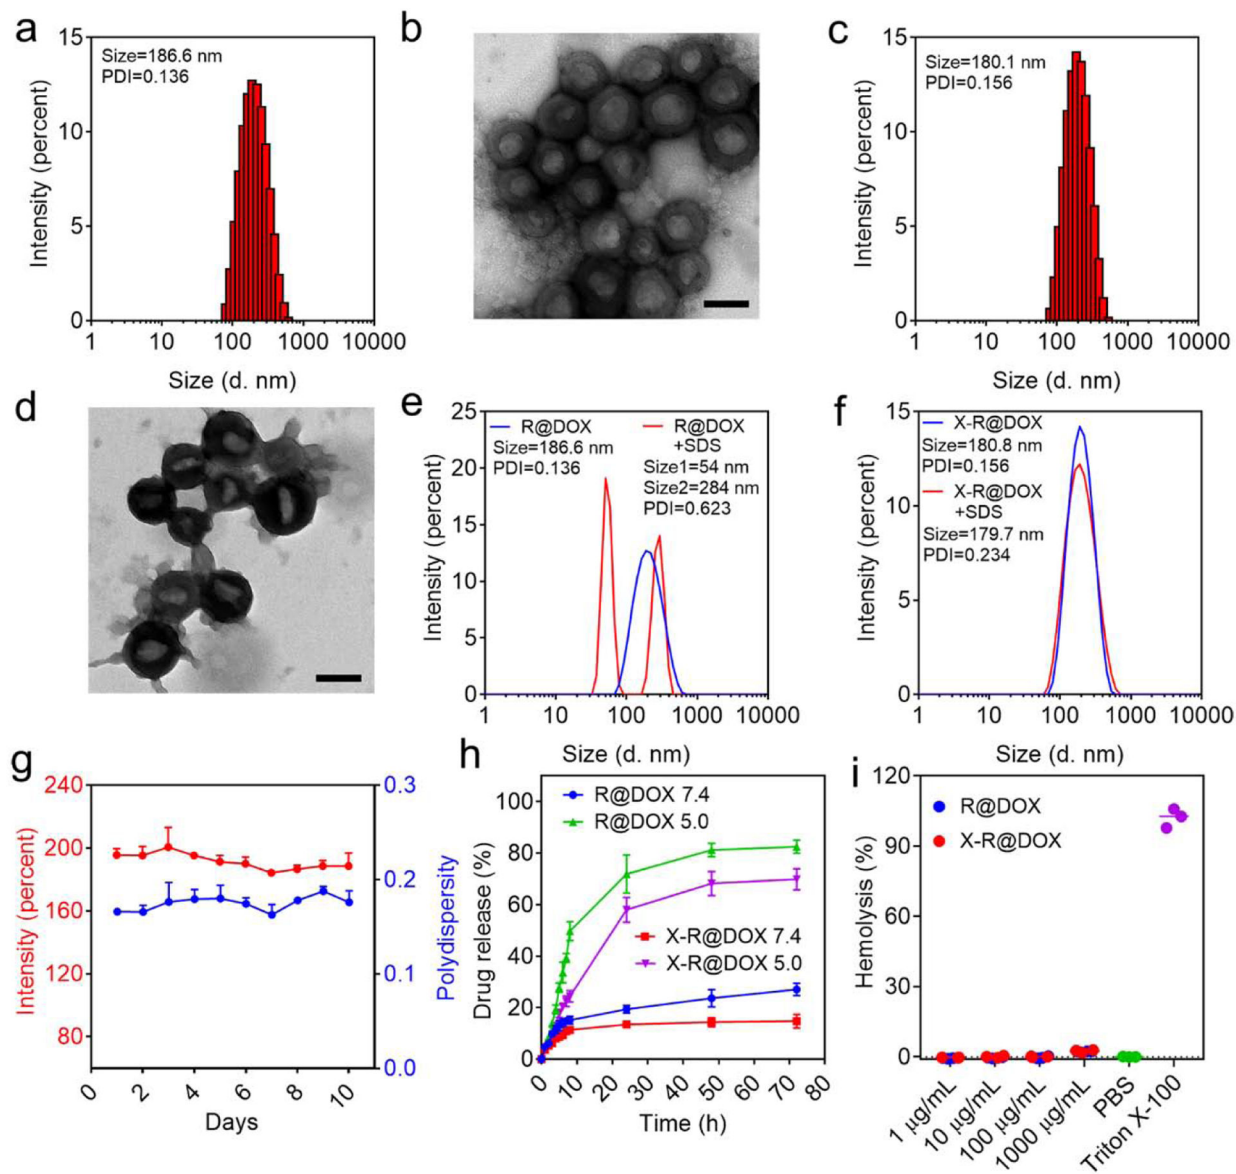 a
15
10
5
0
Intensity (percent)
Size=186.6 nm
PDI=0.136
1
10
100
1000
10000
Size (d. nm)
b
c
15
10
5
0
Intensity (percent)
Size=180.1 nm
PDI=0.156
1
10
100
1000
10000
Size (d. nm)
d
e
25
20
15
10
5
0
Intensity (percent)
R@DOX
Size=186.6 nm
PDI=0.136
R@DOX
+SDS
Size1=54 nm
Size2=284 nm
PDI=0.623
1
10
100
1000
10000
Size (d. nm)
f
15
10
5
0
Intensity (percent)
X-R@DOX
Size=180.8 nm
PDI=0.156
X-R@DOX
+SDS
Size=179.7 nm
PDI=0.234
1
10
100
1000
10000
Size (d. nm)
g
240
200
160
120
80
Intensity (percent)
0.3
0.2
0.1
0.0
Polydispersity
0
2
4
6
8
10
Days
h
100
80
60
40
20
0
Drug release (%)
R@DOX 7.4
R@DOX 5.0
X-R@DOX 7.4
X-R@DOX 5.0
0
10
20
30
40
50
60
70
80
Time (h)
i
120
90
60
30
0
Hemolysis (%)
R@DOX
X-R@DOX
1 μg/mL
10 μg/mL
100 μg/mL
1000 μg/mL
PBS
Triton X-100